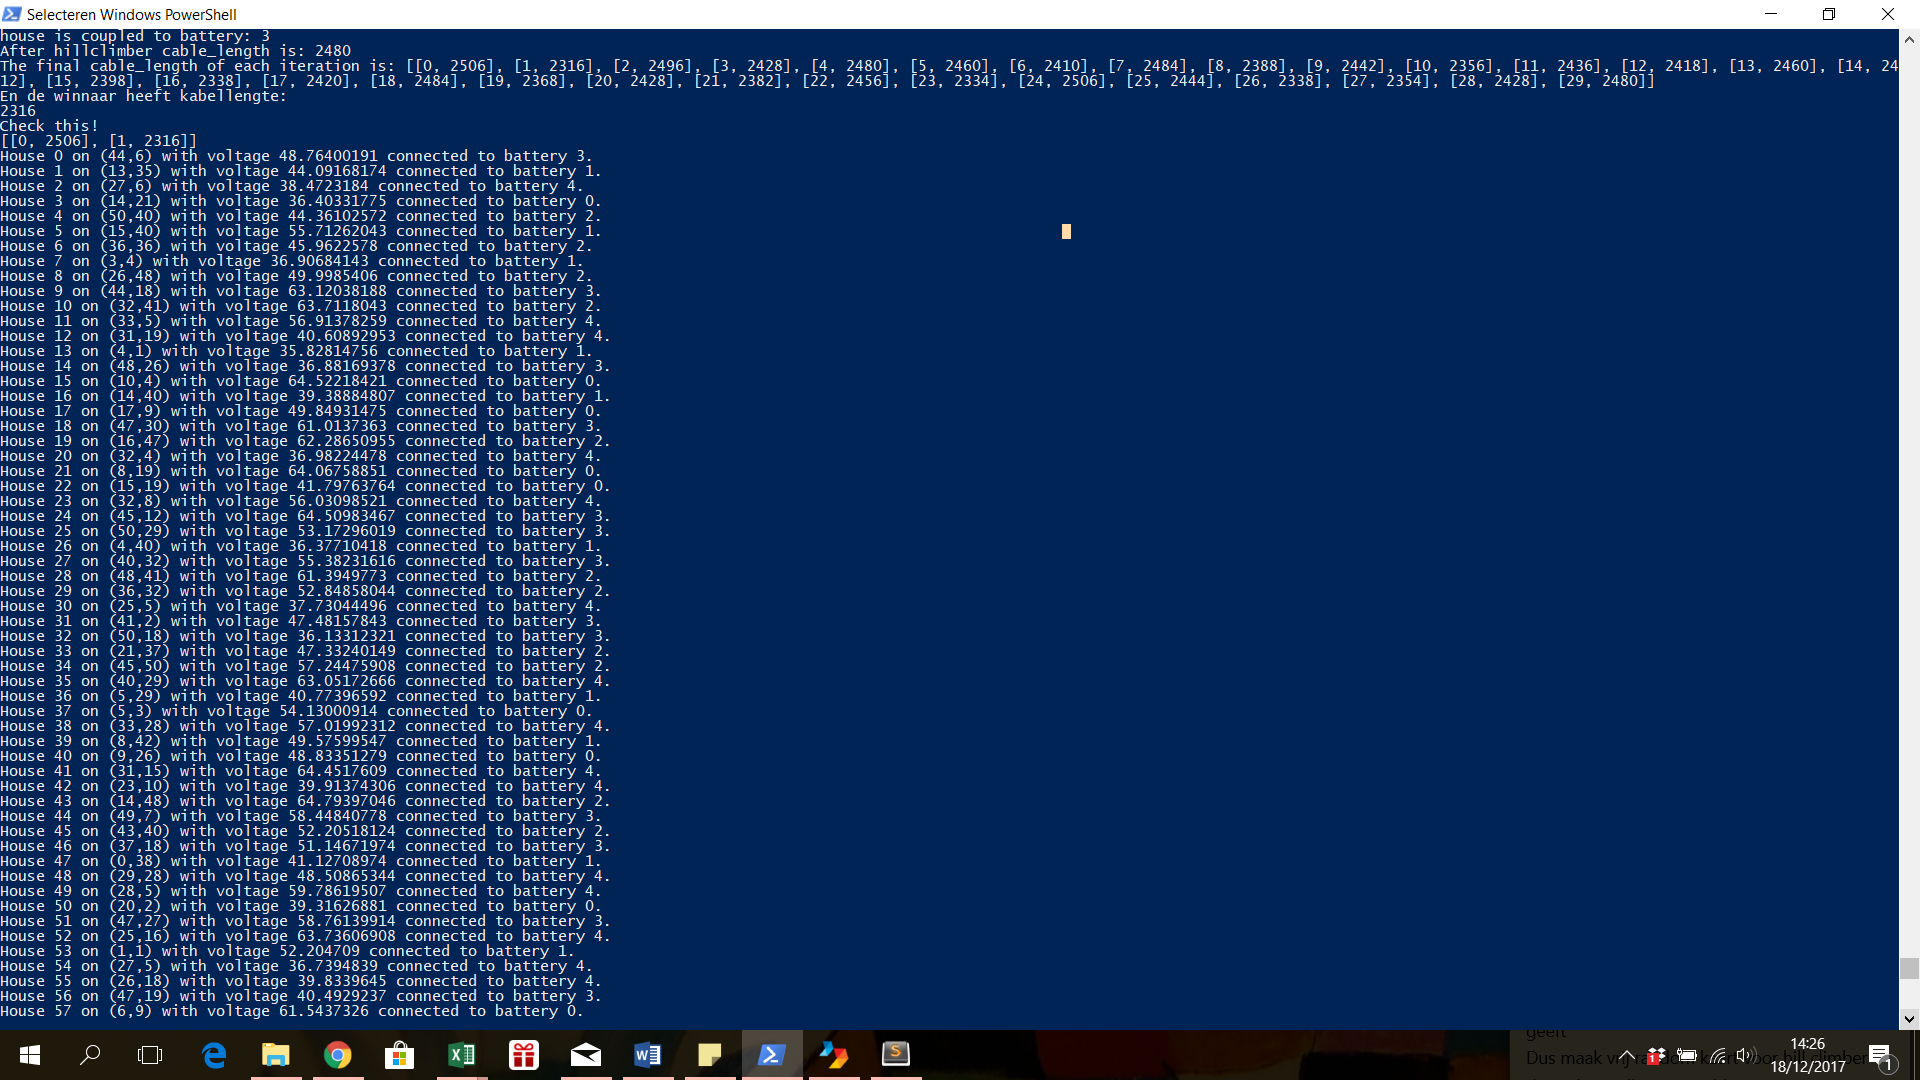 Selecteren Windows PowerShell
house is coupled to battery: 3
After hillclimber cable_length is: 2480
The final cable_length of each iteration is: [[0, 2506], [1, 2316], [2, 2496], [3, 2428], [4, 2480], [5, 2460], [6, 2410], [7, 2484], [8, 2388], [9, 2442], [10, 2356], [11, 2436], [12, 2418], [13, 2460], [14, 24
12], [15, 2398], [16, 2338], [17, 2420], [18, 2484], [19, 2368], [20, 2428], [21, 2382], [22, 2456], [23, 2334], [24, 2506], [25, 2444], [26, 2338], [27, 2354], [28, 2428], [29, 2480]]
En de winnaar heeft kabellengte:
2316
Check this!
[[0, 2506], [1, 2316]]
House 0 on (44,6) with voltage 48.76400191 connected to battery 3.
House 1 on (13,35) with voltage 44.09168174 connected to battery 1.
House 2 on (27,6) with voltage 38.4723184 connected to battery 4.
House 3 on (14,21) with voltage 36.40331775 connected to battery 0.
House 4 on (50,40) with voltage 44.36102572 connected to battery 2.
House 5 on (15,40) with voltage 55.71262043 connected to battery 1.
House 6 on (36,36) with voltage 45.9622578 connected to battery 2.
House 7 on (3,4) with voltage 36.90684143 connected to battery 1.
House 8 on (26,48) with voltage 49.9985406 connected to battery 2.
House 9 on (44,18) with voltage 63.12038188 connected to battery 3.
House 10 on (32,41) with voltage 63.7118043 connected to battery 2.
House 11 on (33,5) with voltage 56.91378259 connected to battery 4.
House 12 on (31,19) with voltage 40.60892953 connected to battery 4.
House 13 on (4,1) with voltage 35.82814756 connected to battery 1.
House 14 on (48,26) with voltage 36.88169378 connected to battery 3.
House 15 on (10,4) with voltage 64.52218421 connected to battery 0.
House 16 on (14,40) with voltage 39.38884807 connected to battery 1.
House 17 on (17,9) with voltage 49.84931475 connected to battery 0.
House 18 on (47,30) with voltage 61.0137363 connected to battery 3.
House 19 on (16,47) with voltage 62.28650955 connected to battery 2.
House 20 on (32,4) with voltage 36.98224478 connected to battery 4.
House 21 on (8,19) with voltage 64.06758851 connected to battery 0.
House 22 on (15,19) with voltage 41.79763764 connected to battery 0.
House 23 on (32,8) with voltage 56.03098521 connected to battery 4.
House 24 on (45,12) with voltage 64.50983467 connected to battery 3.
House 25 on (50,29) with voltage 53.17296019 connected to battery 3.
House 26 on (4,40) with voltage 36.37710418 connected to battery 1.
House 27 on (40,32) with voltage 55.38231616 connected to battery 3.
House 28 on (48,41) with voltage 61.3949773 connected to battery 2.
House 29 on (36,32) with voltage 52.84858044 connected to battery 2.
House 30 on (25,5) with voltage 37.73044496 connected to battery 4.
House 31 on (41,2) with voltage 47.48157843 connected to battery 3.
House 32 on (50,18) with voltage 36.13312321 connected to battery 3.
House 33 on (21,37) with voltage 47.33240149 connected to battery 2.
House 34 on (45,50) with voltage 57.24475908 connected to battery 2.
House 35 on (40,29) with voltage 63.05172666 connected to battery 4.
House 36 on (5,29) with voltage 40.77396592 connected to battery 1.
House 37 on (5,3) with voltage 54.13000914 connected to battery 0.
House 38 on (33,28) with voltage 57.01992312 connected to battery 4.
House 39 on (8,42) with voltage 49.57599547 connected to battery 1.
House 40 on (9,26) with voltage 48.83351279 connected to battery 0.
House 41 on (31,15) with voltage 64.4517609 connected to battery 4.
House 42 on (23,10) with voltage 39.91374306 connected to battery 4.
House 43 on (14,48) with voltage 64.79397046 connected to battery 2.
House 44 on (49,7) with voltage 58.44840778 connected to battery 3.
House 45 on (43,40) with voltage 52.20518124 connected to battery 2.
House 46 on (37,18) with voltage 51.14671974 connected to battery 3.
House 47 on (0,38) with voltage 41.12708974 connected to battery 1.
House 48 on (29,28) with voltage 48.50865344 connected to battery 4.
House 49 on (28,5) with voltage 59.78619507 connected to battery 4.
House 50 on (20,2) with voltage 39.31626881 connected to battery 0.
House 51 on (47,27) with voltage 58.76139914 connected to battery 3.
House 52 on (25,16) with voltage 63.73606908 connected to battery 4.
House 53 on (1,1) with voltage 52.204709 connected to battery 1.
House 54 on (27,5) with voltage 36.7394839 connected to battery 4.
House 55 on (26,18) with voltage 39.8339645 connected to battery 4.
House 56 on (47,19) with voltage 40.4929237 connected to battery 3.
House 57 on (6,9) with voltage 61.5437326 connected to battery 0.
geeft
Dus maak vrij
14:26
18/12/2017
1